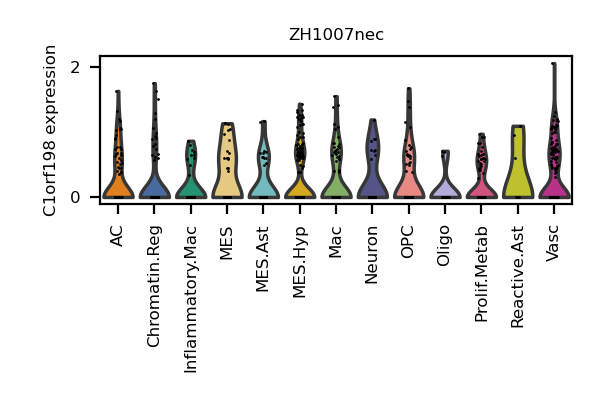 ZH1007nec
C1orf198 expression
2
0
AC
Chromatin.Reg
Inflammatory.Mac
MES
MES.Ast
MES.Hyp
Mac
Neuron
OPC
Oligo
Prolif.Metab
Reactive.Ast
Vasc